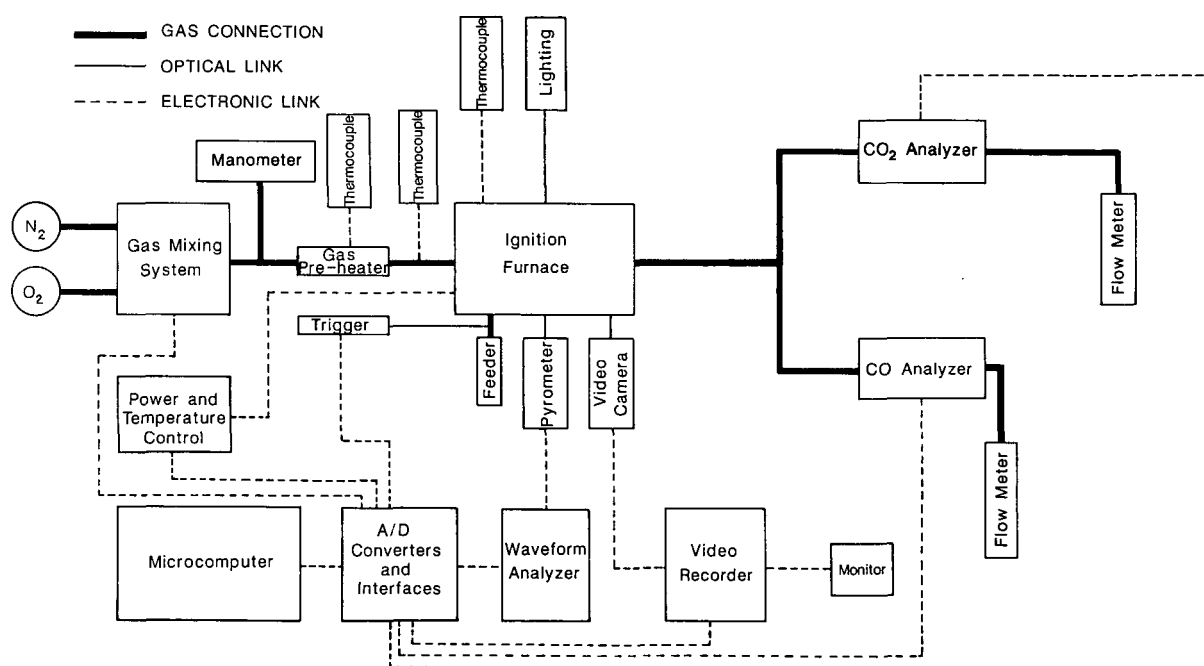 GAS CONNECTION
OPTICAL LINK
ELECTRONIC LINK
Thermocouple
Lighting
Thermocouple
Thermocouple
Manometer
CO₂ Analyzer
Flow Meter
N₂
O₂
Gas Mixing
System
Gas
Pre-heater
Ignition
Furnace
Trigger
Feeder
Pyrometer
Video
Camera
CO Analyzer
Flow Meter
Power and
Temperature
Control
Microcomputer
A/D
Converters
and
Interfaces
Waveform
Analyzer
Video
Recorder
Monitor